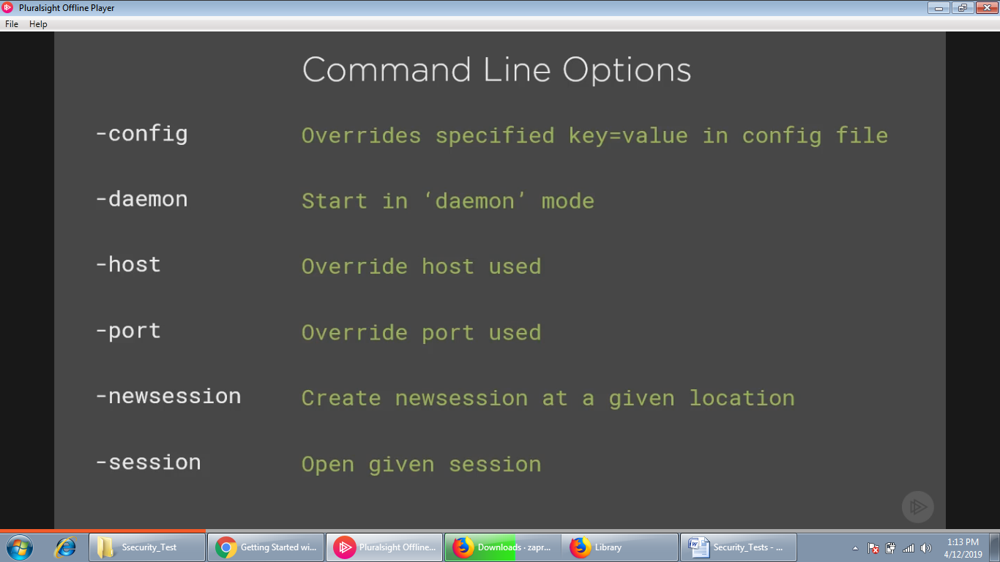 Pluralsight Offline Player
File Help
Command Line Options
-config Overrides specified key=value in config file
-daemon Start in ‘daemon’ mode
-host Override host used
-port Override port used
-newsession Create newsession at a given location
-session Open given session
Ssecurity_Test Getting Started wi... Pluralsight Offline... Downloads - zapr... Library Security_Tests - ... 1:13 PM
4/12/2019